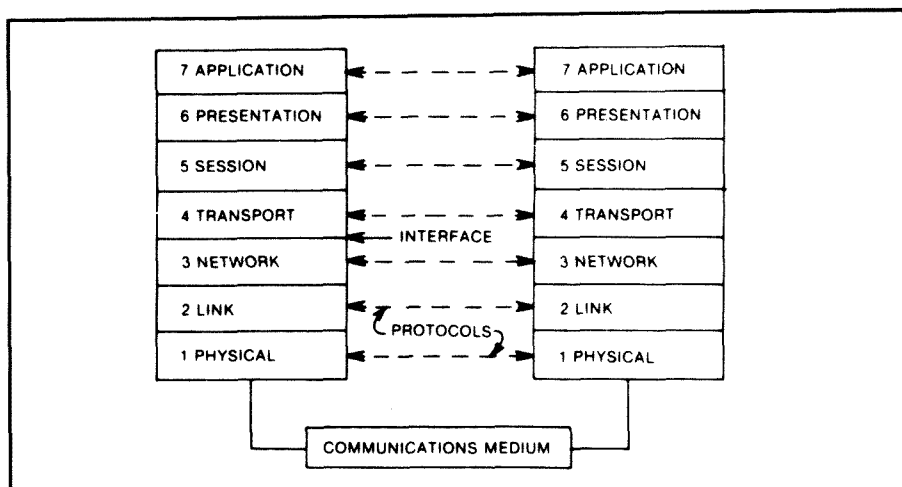 7 APPLICATION
7 APPLICATION
6 PRESENTATION
6 PRESENTATION
5 SESSION
5 SESSION
4 TRANSPORT
4 TRANSPORT
INTERFACE
3 NETWORK
3 NETWORK
2 LINK
2 LINK
PROTOCOLS
1 PHYSICAL
1 PHYSICAL
COMMUNICATIONS MEDIUM